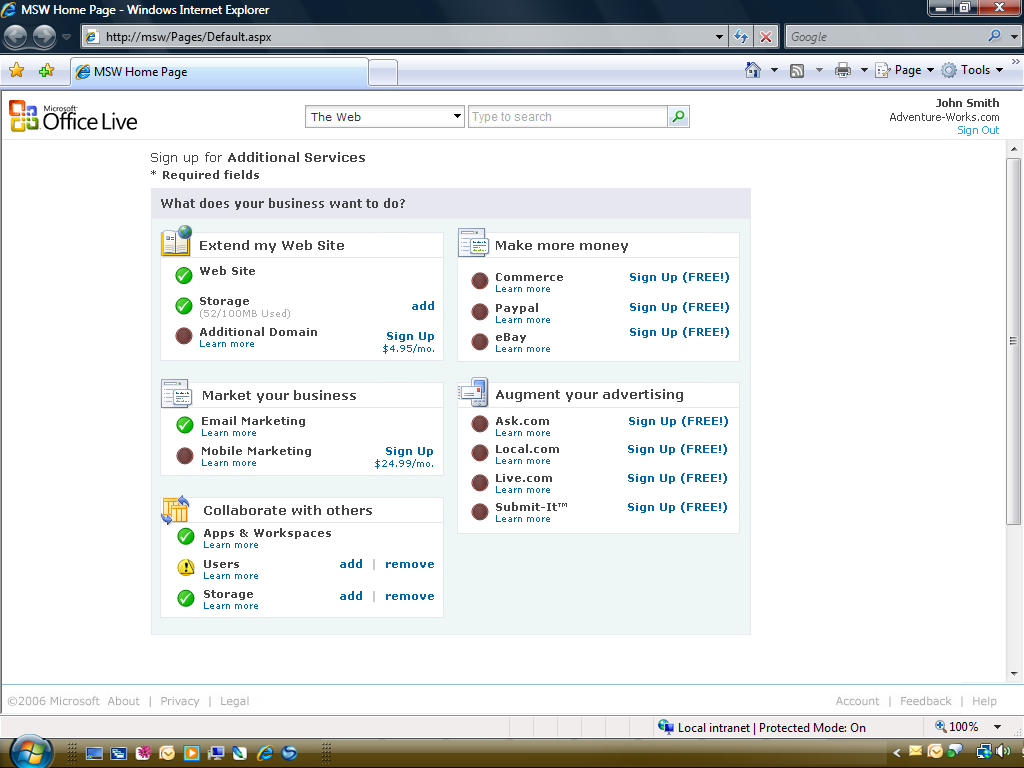 MSW Home Page - Windows Internet Explorer
http://msw/Pages/Default.aspx
Google
MSW Home Page
Page
Tools
Microsoft
Office Live
The Web
Type to search
John Smith
Adventure-Works.com
Sign Out
Sign up for Additional Services
* Required fields
What does your business want to do?
Extend my Web Site
Web Site
Storage
(52/100MB Used)
add
Additional Domain
Learn more
Sign Up
$4.95/mo.
Make more money
Commerce
Learn more
Sign Up (FREE!)
Paypal
Learn more
Sign Up (FREE!)
eBay
Learn more
Sign Up (FREE!)
Market your business
Email Marketing
Learn more
Mobile Marketing
Learn more
Sign Up
$24.99/mo.
Augment your advertising
Ask.com
Learn more
Sign Up (FREE!)
Local.com
Learn more
Sign Up (FREE!)
Live.com
Learn more
Sign Up (FREE!)
Submit-It™
Learn more
Sign Up (FREE!)
Collaborate with others
Apps & Workspaces
Learn more
Users
Learn more
add | remove
Storage
Learn more
add | remove
©2006 Microsoft About | Privacy | Legal
Account | Feedback | Help
Local intranet | Protected Mode: On
100%